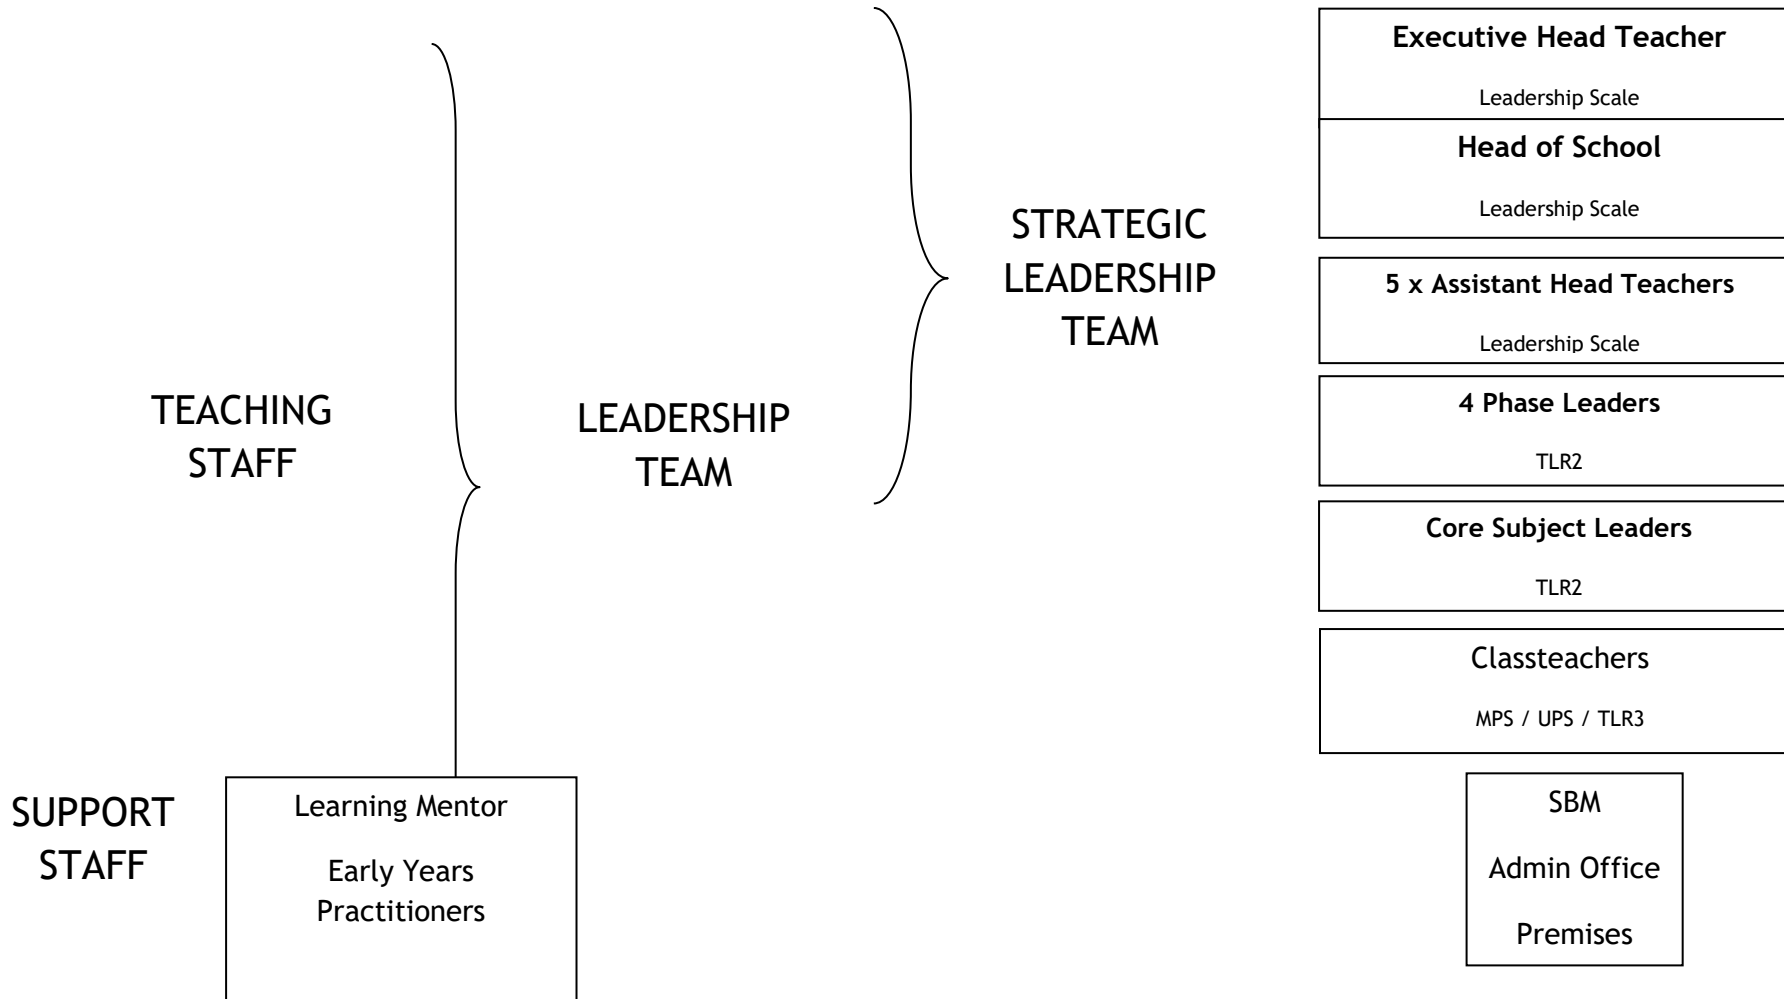 Executive Head Teacher
Leadership Scale
Head of School
Leadership Scale
STRATEGIC
LEADERSHIP
TEAM
5 x Assistant Head Teachers
Leadership Scale
TEACHING
STAFF
LEADERSHIP
TEAM
4 Phase Leaders
TLR2
Core Subject Leaders
TLR2
Classteachers
MPS / UPS / TLR3
SUPPORT
STAFF
Learning Mentor
Early Years
Practitioners
SBM
Admin Office
Premises